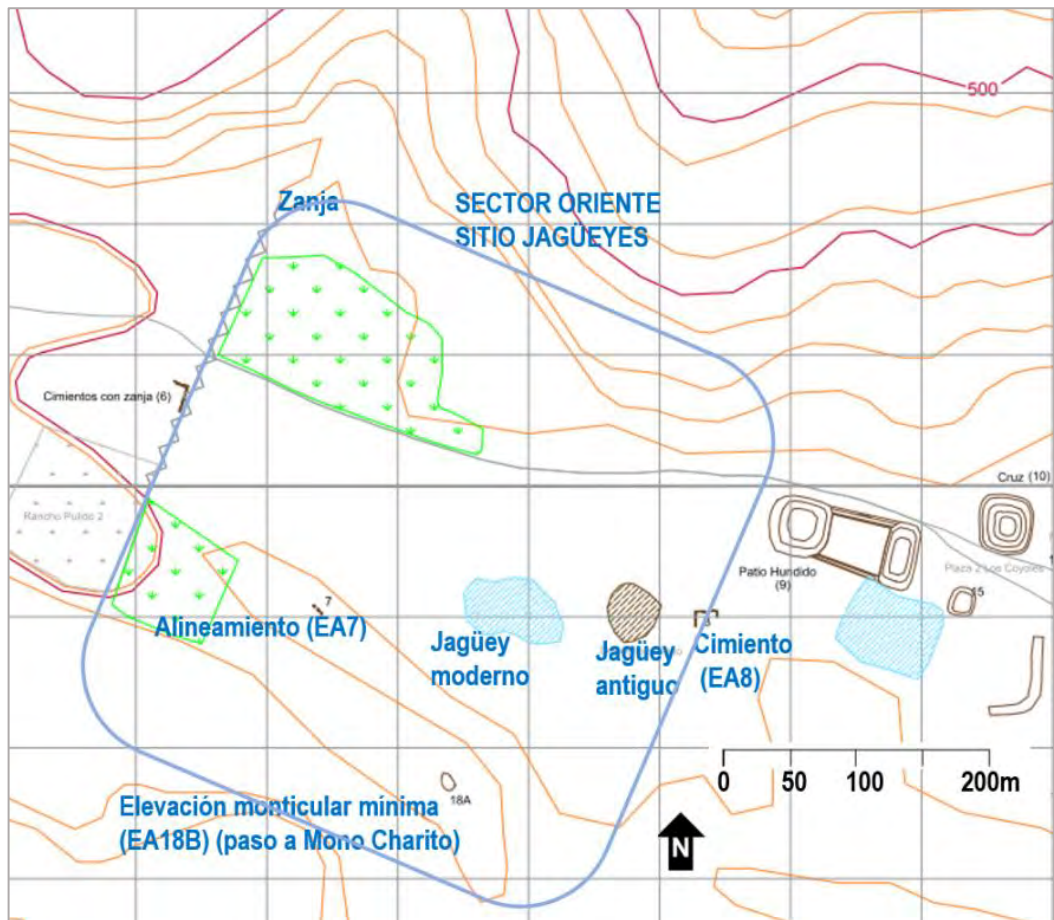 500
Zanja
SECTOR ORIENTE
SITIO JAGÜEYES
Cimientos con zanja (6)
Cruz (10)
Rancho Pulido 2
Patio Hundido
(9)
Plaza 2 Los Coyoles
15
7
Alineamiento (EA7)
Jagüey
moderno
Jagüey
antiguo
8
Cimiento
(EA8)
18A
0 50 100 200m
Elevación monticular mínima
(EA18B) (paso a Mono Charito)
N